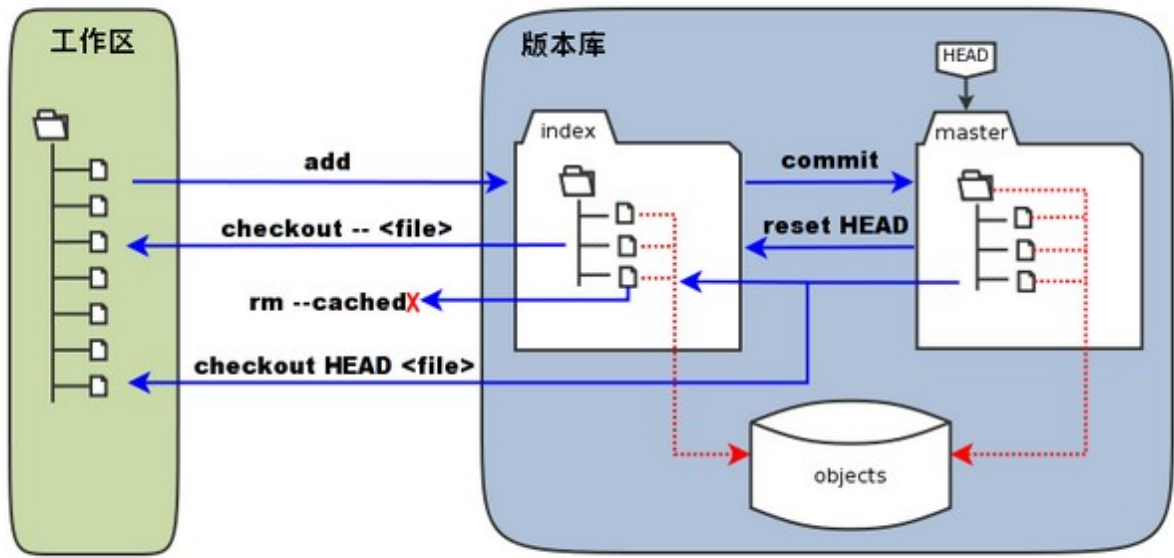 工作区
版本库
HEAD
index
master
add
commit
checkout -- <file>
reset HEAD
rm --cachedX
checkout HEAD <file>
objects